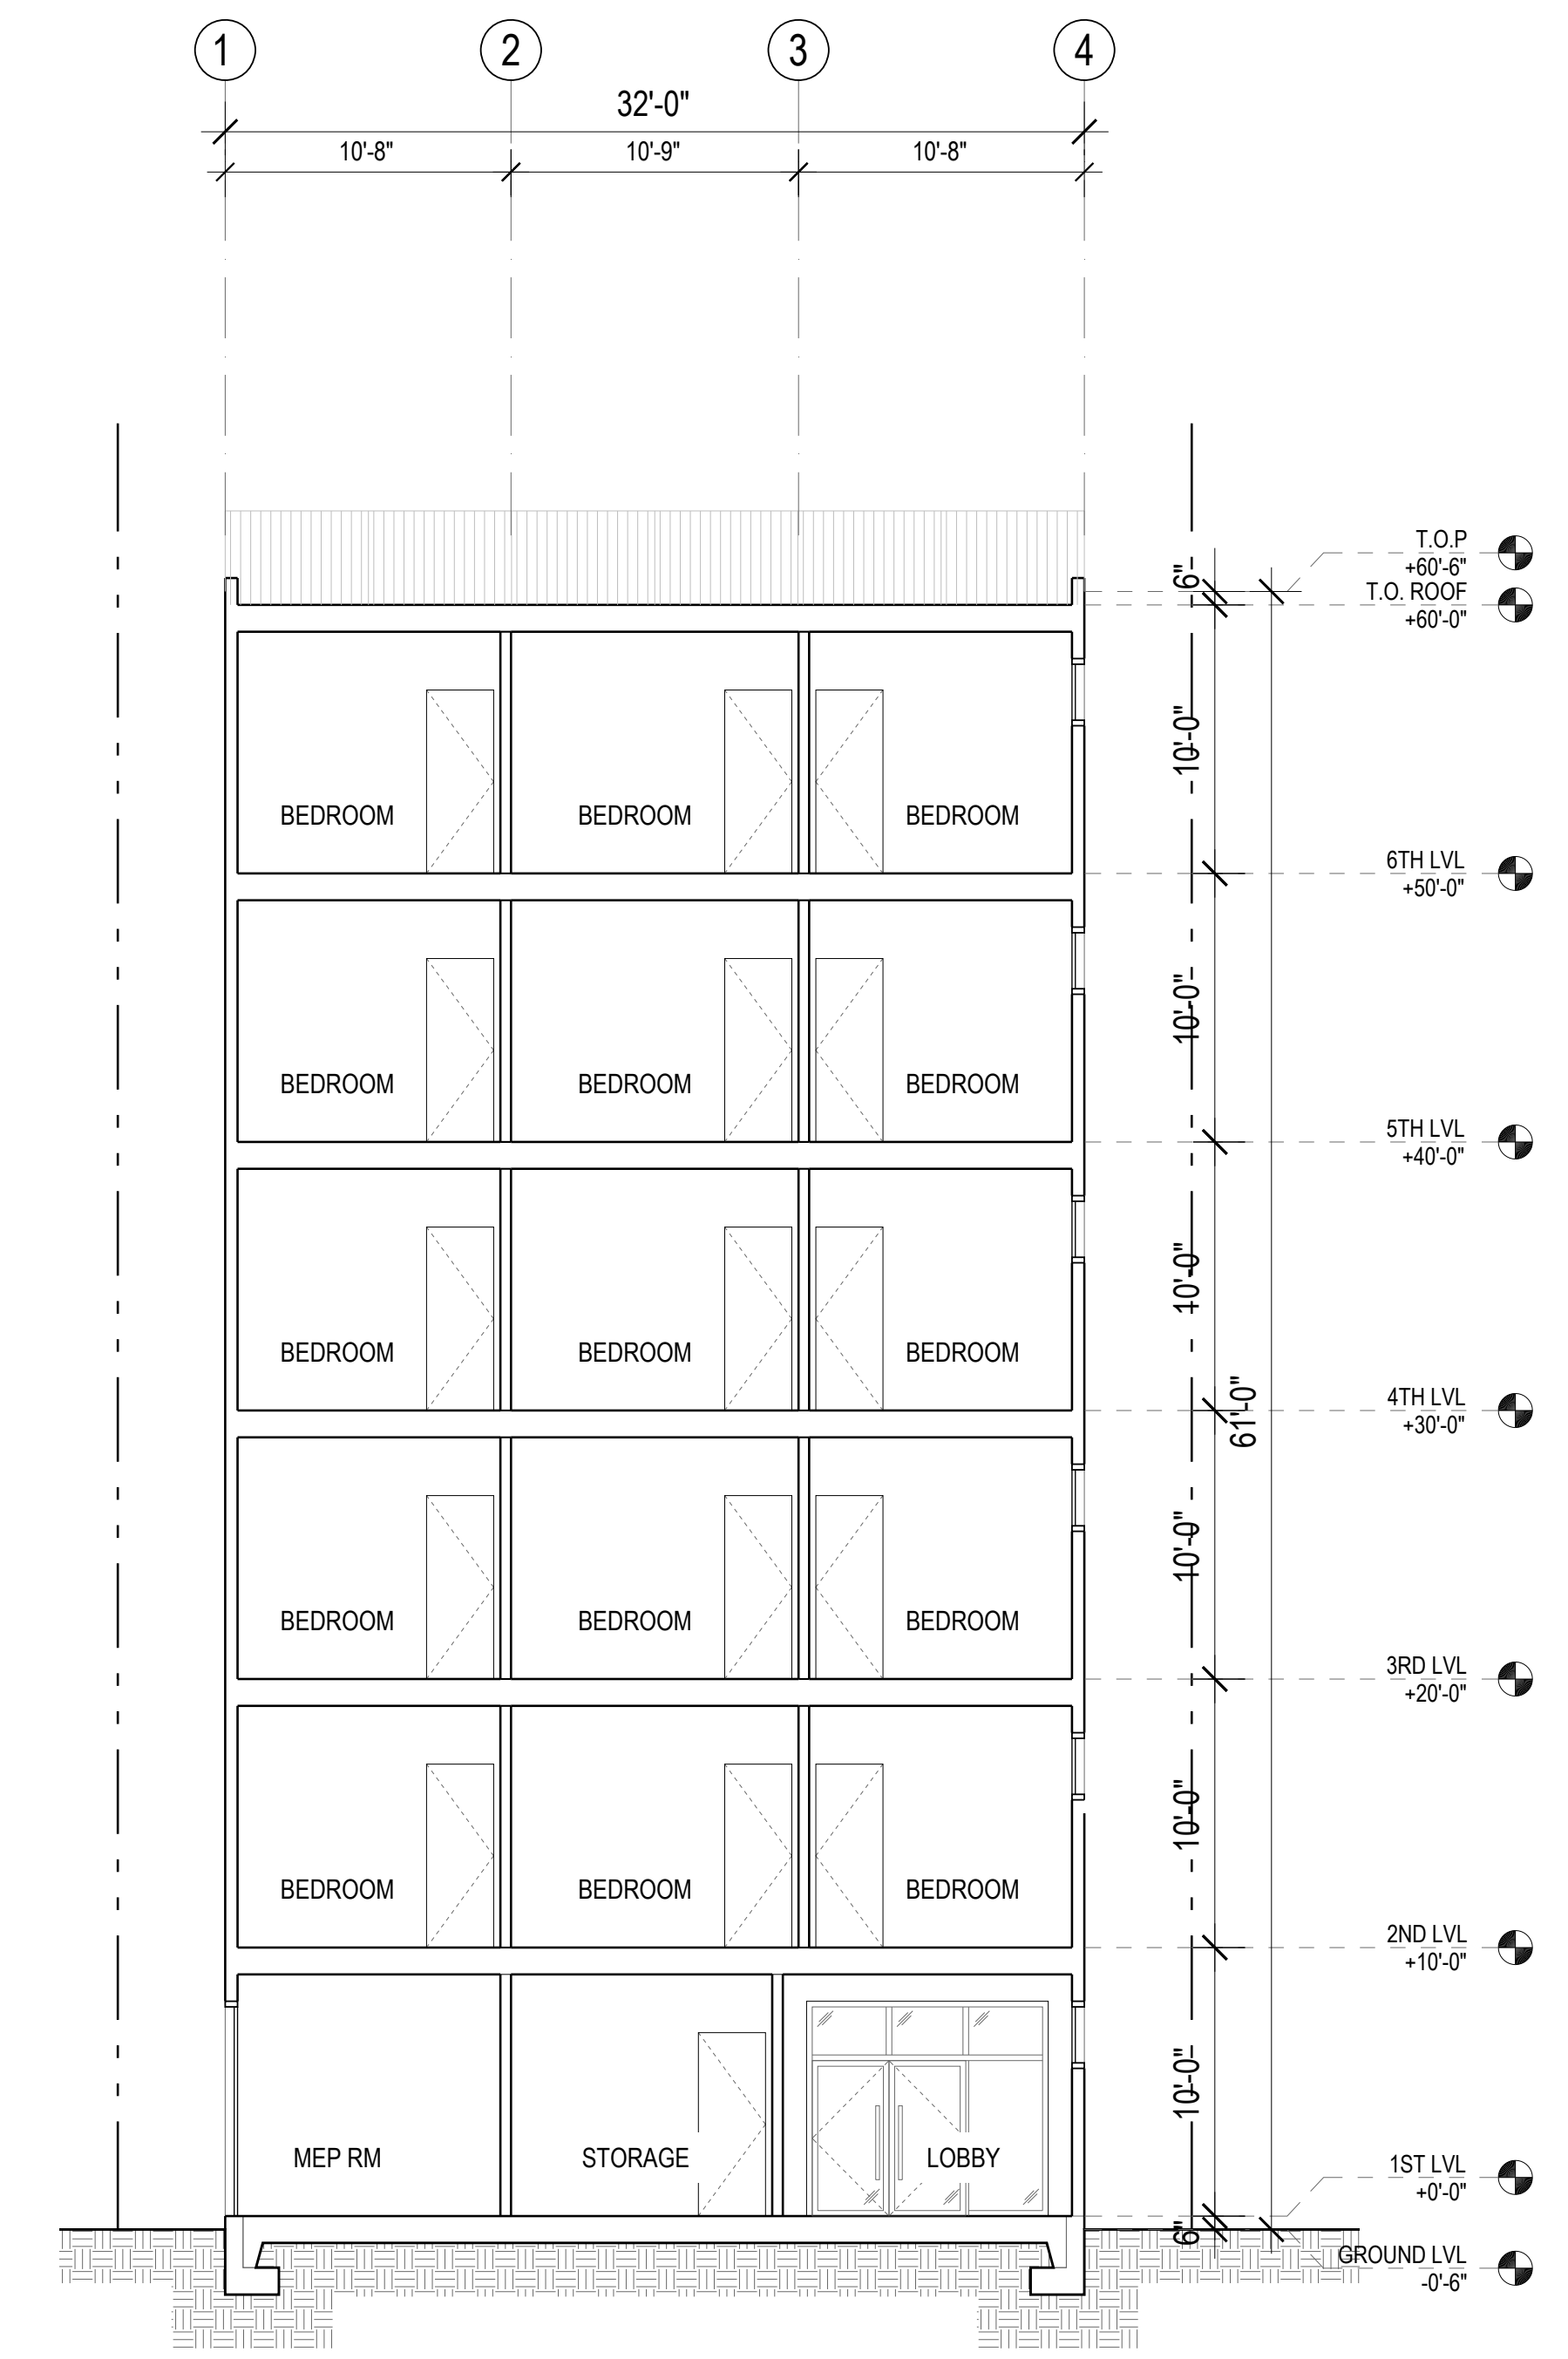 1 2 3 4
32'-0"
10'-8" 10'-9" 10'-8"
T.O.P
+60'-6"
6"
T.O. ROOF
+60'-0"
10'-0"
BEDROOM BEDROOM BEDROOM
6TH LVL
+50'-0"
10'-0"
BEDROOM BEDROOM BEDROOM
5TH LVL
+40'-0"
10'-0"
BEDROOM BEDROOM BEDROOM
61'-0"
4TH LVL
+30'-0"
10'-0"
BEDROOM BEDROOM BEDROOM
3RD LVL
+20'-0"
10'-0"
BEDROOM BEDROOM BEDROOM
2ND LVL
+10'-0"
10'-0"
MEP RM STORAGE LOBBY
1ST LVL
+0'-0"
6"
GROUND LVL
-0'-6"